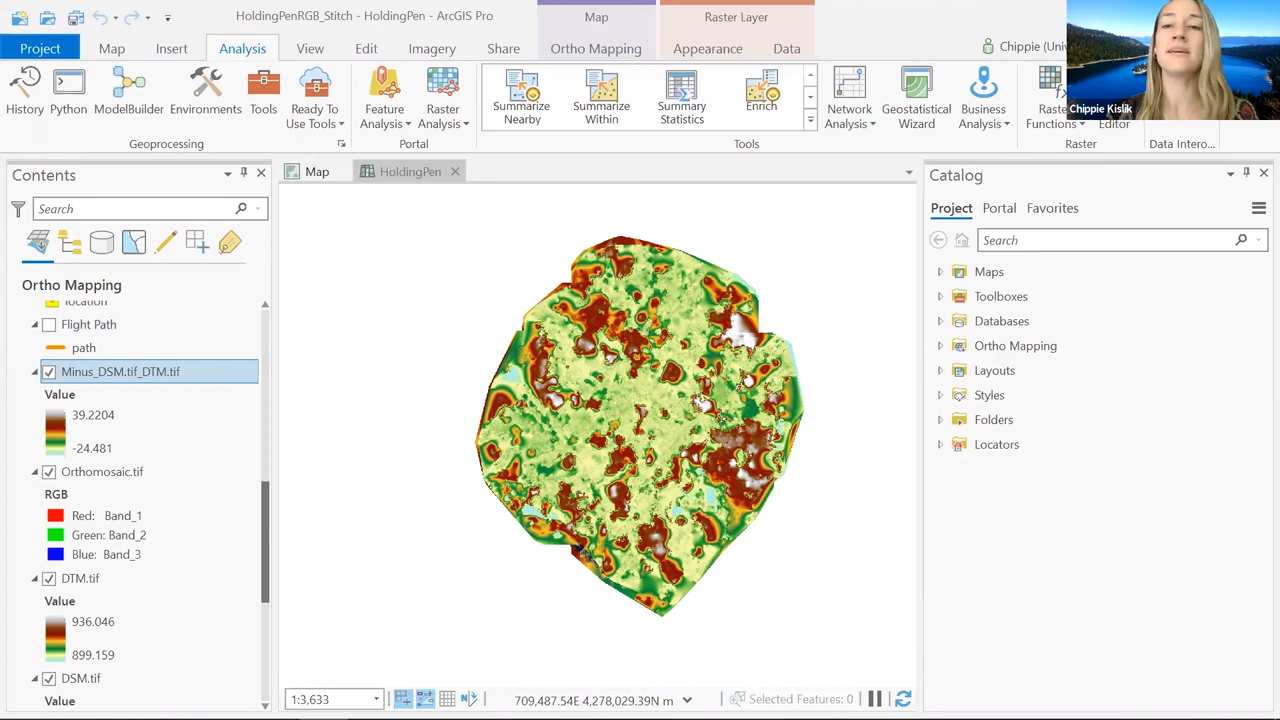 HoldingPenRGB_Stitch - HoldingPen - ArcGIS Pro
Map
Raster Layer
Project
Map
Insert
Analysis
View
Edit
Imagery
Share
Ortho Mapping
Appearance
Data
Chippie (Uni
Chippie Kislik
History
Python
ModelBuilder
Environments
Tools
Ready To Use Tools
Feature Analysis
Raster Analysis
Summarize Nearby
Summarize Within
Summary Statistics
Enrich
Network Analysis
Geostatistical Wizard
Business Analysis
Functions
Editor
Geoprocessing
Portal
Tools
Raster
Data Intero...
Contents
Search
Ortho Mapping
location
Flight Path
path
Minus_DSM.tif_DTM.tif
Value
39.2204
-24.481
Orthomosaic.tif
RGB
Red: Band_1
Green: Band_2
Blue: Band_3
DTM.tif
Value
936.046
899.159
DSM.tif
Value
Map
HoldingPen
1:3,633
709,487.54E 4,278,029.39N m
Selected Features: 0
Catalog
Project
Portal
Favorites
Search
Maps
Toolboxes
Databases
Ortho Mapping
Layouts
Styles
Folders
Locators